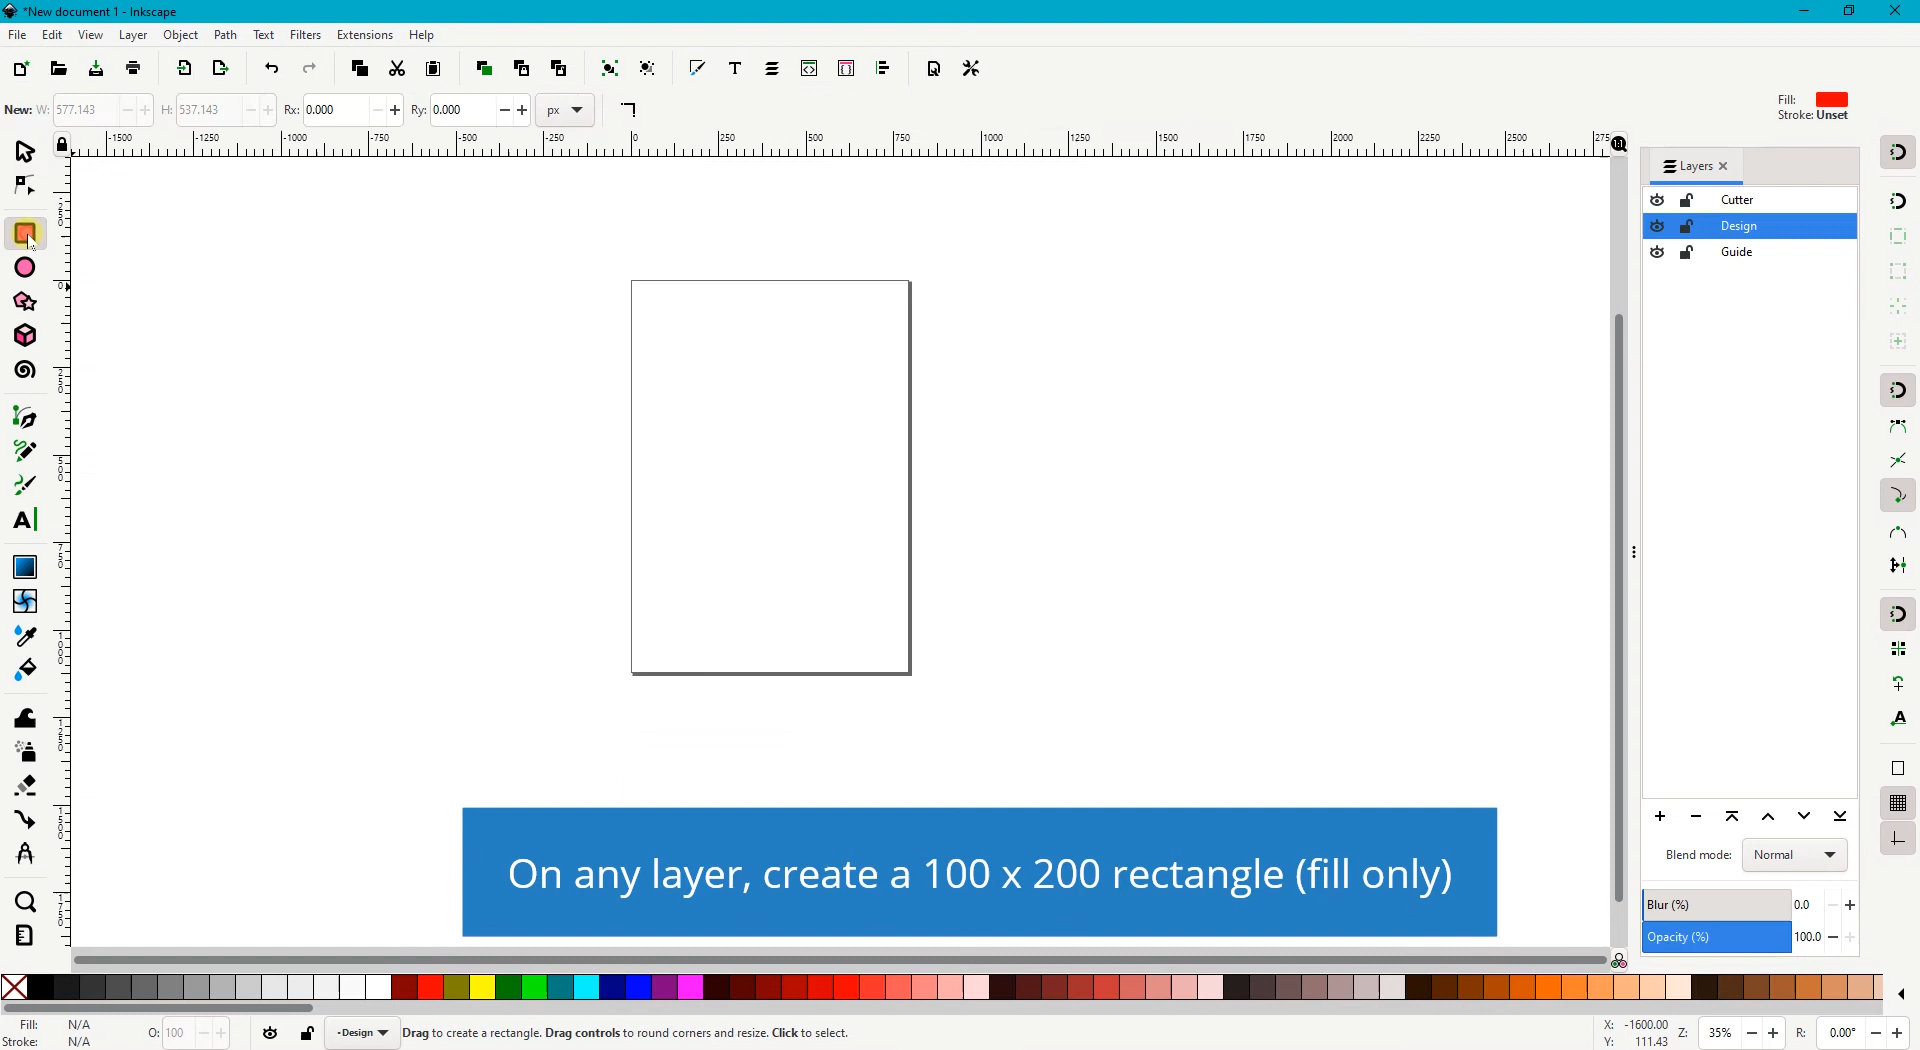 *New document 1 - Inkscape
File Edit View Layer Object Path Text Filters Extensions Help
New: W: 577.143 H: 537.143 Rx: 0.000 Ry: 0.000 px
Fill:
Stroke: Unset
-1500 -1250 -1000 -750 -500 -250 0 250 500 750 1000 1250 1500 1750 2000 2250 2500 275
Layers
Cutter
Design
Guide
On any layer, create a 100 x 200 rectangle (fill only)
Blend mode: Normal
Blur (%) 0.0
Opacity (%) 100.0
Fill: N/A
Stroke: N/A
O: 100
-Design
Drag to create a rectangle. Drag controls to round corners and resize. Click to select.
X: -1600.00
Y: 111.43
Z: 35%
R: 0.00°